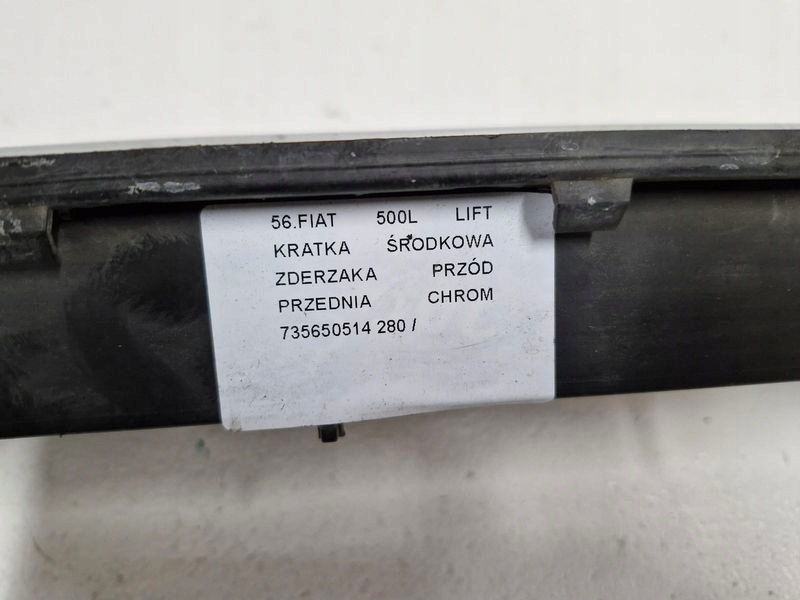 56.FIAT 500L LIFT
KRATKA ŚRODKOWA
ZDERZAKA PRZÓD
PRZEDNIA CHROM
735650514 280 /